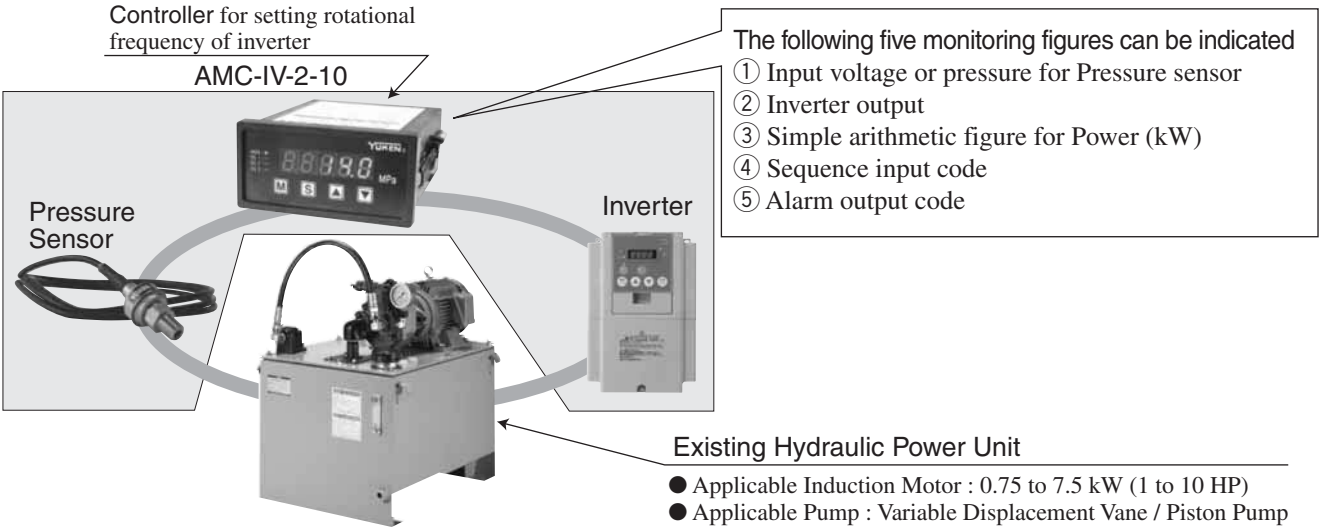 Controller for setting rotational
frequency of inverter
AMC-IV-2-10
The following five monitoring figures can be indicated
① Input voltage or pressure for Pressure sensor
② Inverter output
③ Simple arithmetic figure for Power (kW)
④ Sequence input code
⑤ Alarm output code
YUKEN
14.0
MPa
M S ▲ ▼
Pressure
Sensor
Inverter
Existing Hydraulic Power Unit
● Applicable Induction Motor : 0.75 to 7.5 kW (1 to 10 HP)
● Applicable Pump : Variable Displacement Vane / Piston Pump